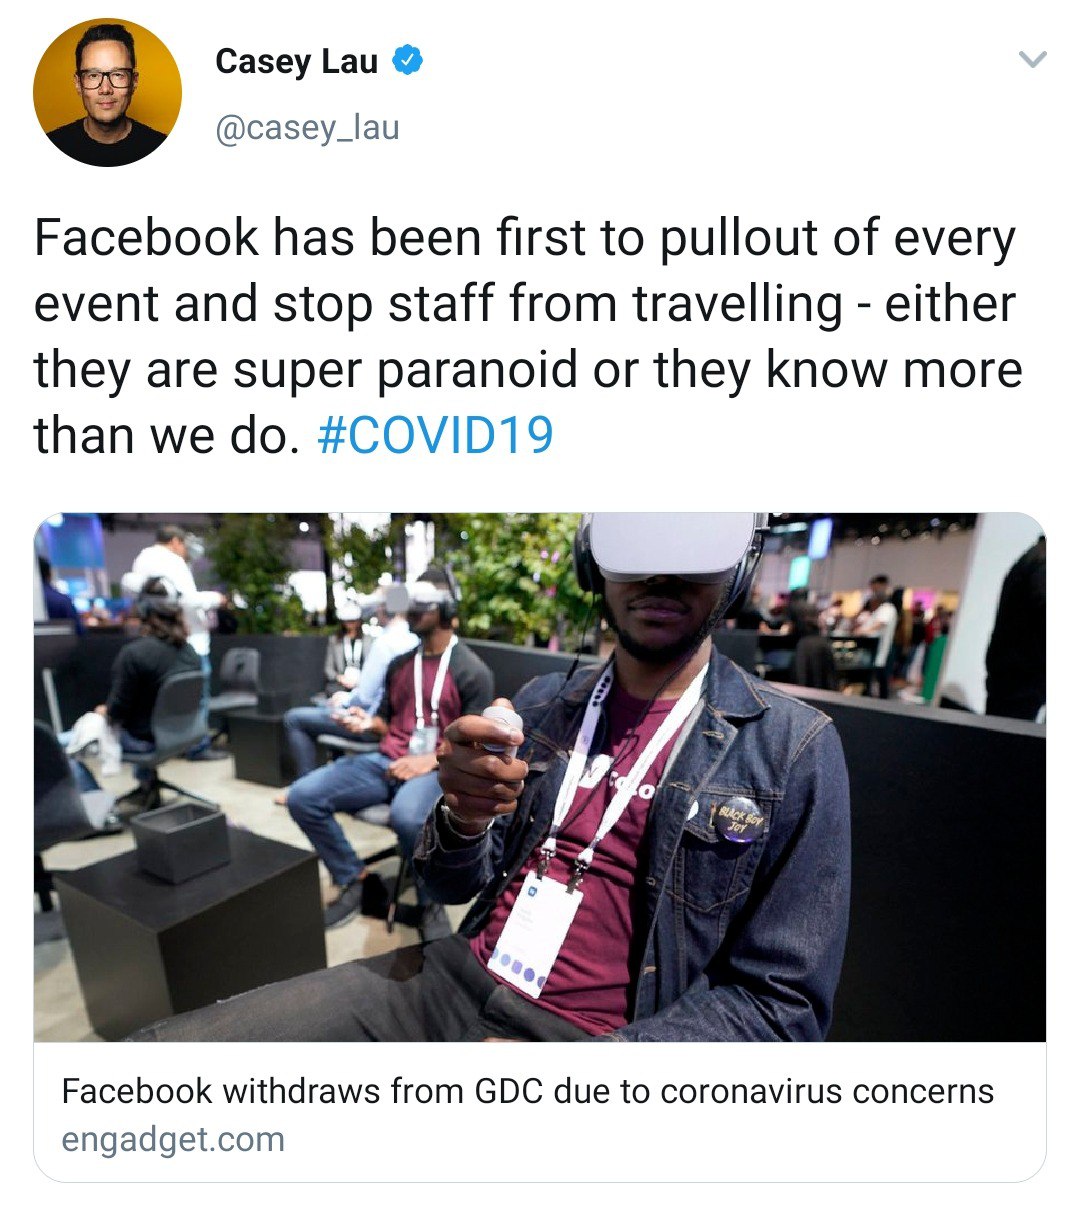 Casey Lau
@casey_lau
Facebook has been first to pullout of every
event and stop staff from travelling - either
they are super paranoid or they know more
than we do. #COVID19
BLACK BOY
JOY
Facebook withdraws from GDC due to coronavirus concerns
engadget.com